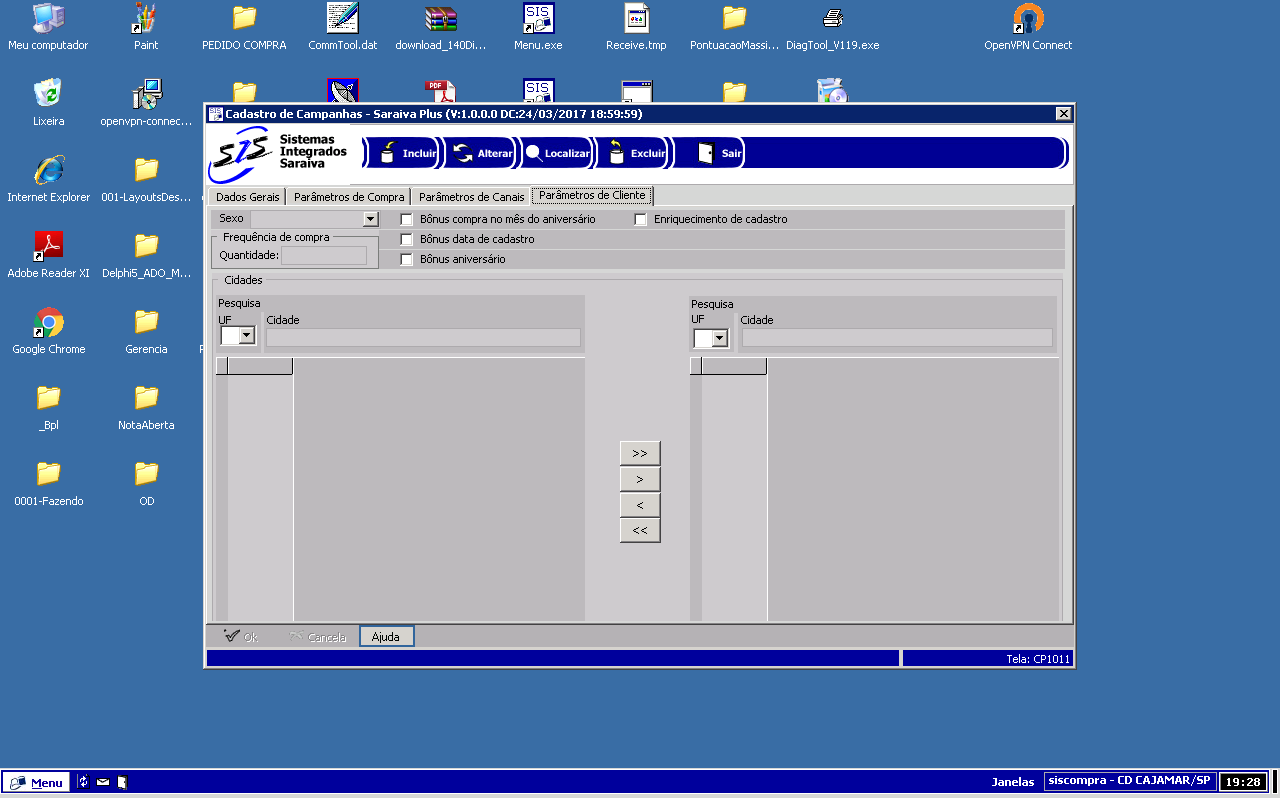 Meu computador
Paint
PEDIDO COMPRA
CommTool.dat
download_140Di...
Menu.exe
Receive.tmp
PontuacaoMassi...
DiagTool_V119.exe
OpenVPN Connect
SIS
PDF
SIS
Lixeira
openvpn-connec...
Internet Explorer
001-LayoutsDes...
Adobe Reader XI
Delphi5_ADO_M...
Google Chrome
Gerencia
_Bpl
NotaAberta
0001-Fazendo
OD
Cadastro de Campanhas - Saraiva Plus (V:1.0.0.0 DC:24/03/2017 18:59:59)
SIS
Sistemas
Integrados
Saraiva
Incluir
Alterar
Localizar
Excluir
Sair
Dados Gerais
Parâmetros de Compra
Parâmetros de Canais
Parâmetros de Cliente
Sexo
Bônus compra no mês do aniversário
Enriquecimento de cadastro
Frequência de compra
Bônus data de cadastro
Quantidade:
Bônus aniversário
Cidades
Pesquisa
UF
Cidade
Pesquisa
UF
Cidade
>>
>
<
<<
Ok
Cancela
Ajuda
Tela: CP1011
Menu
Janelas
siscompra - CD CAJAMAR/SP
19:28